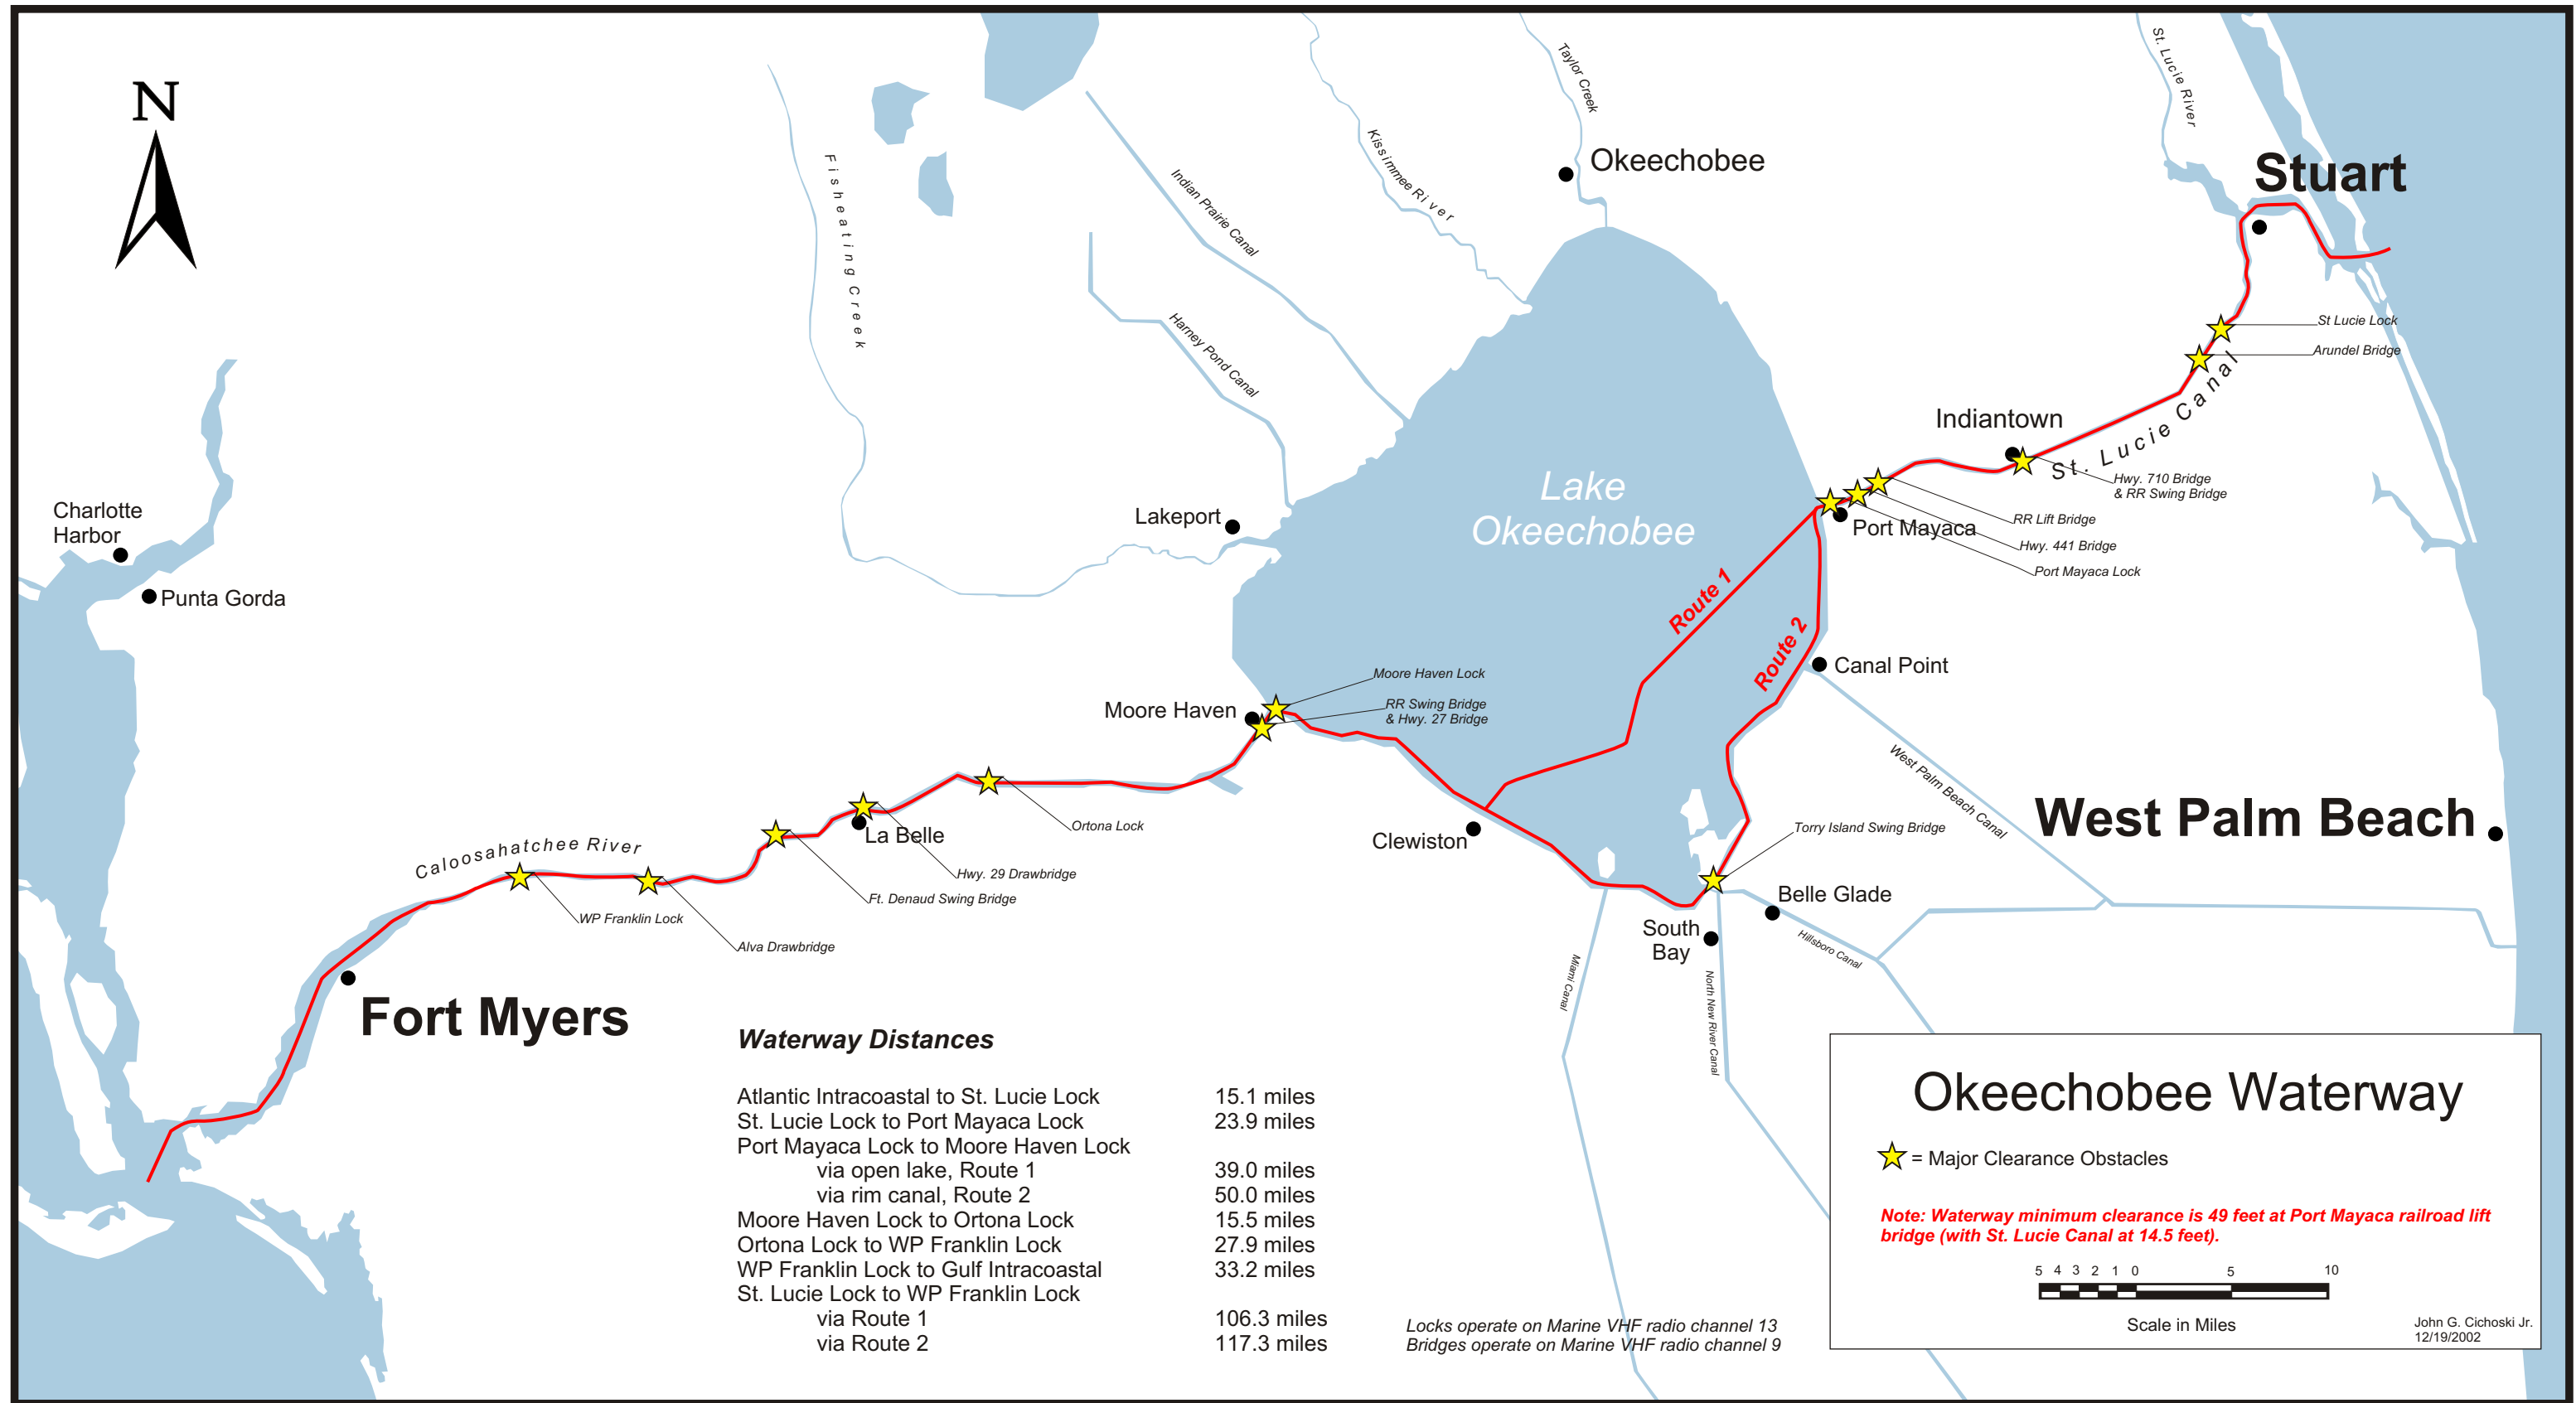 N
Taylor Creek
St. Lucie River
Okeechobee
Stuart
Kissimmee River
Fisheating Creek
Indian Prairie Canal
Harney Pond Canal
St Lucie Lock
Arundel Bridge
Indiantown
St. Lucie Canal
Hwy. 710 Bridge
& RR Swing Bridge
Lake
Okeechobee
Charlotte
Harbor
Lakeport
Port Mayaca
RR Lift Bridge
Hwy. 441 Bridge
Port Mayaca Lock
Punta Gorda
Route 1
Route 2
Canal Point
Moore Haven Lock
Moore Haven
RR Swing Bridge
& Hwy. 27 Bridge
West Palm Beach Canal
West Palm Beach
Torry Island Swing Bridge
Ortona Lock
La Belle
Clewiston
Caloosahatchee River
Hwy. 29 Drawbridge
Ft. Denaud Swing Bridge
Belle Glade
WP Franklin Lock
Alva Drawbridge
South
Bay
Hillsboro Canal
Miami Canal
North New River Canal
Fort Myers
Waterway Distances
Atlantic Intracoastal to St. Lucie Lock 15.1 miles
St. Lucie Lock to Port Mayaca Lock 23.9 miles
Port Mayaca Lock to Moore Haven Lock
via open lake, Route 1 39.0 miles
via rim canal, Route 2 50.0 miles
Moore Haven Lock to Ortona Lock 15.5 miles
Ortona Lock to WP Franklin Lock 27.9 miles
WP Franklin Lock to Gulf Intracoastal 33.2 miles
St. Lucie Lock to WP Franklin Lock
via Route 1 106.3 miles
via Route 2 117.3 miles
Locks operate on Marine VHF radio channel 13
Bridges operate on Marine VHF radio channel 9
Okeechobee Waterway
= Major Clearance Obstacles
Note: Waterway minimum clearance is 49 feet at Port Mayaca railroad lift
bridge (with St. Lucie Canal at 14.5 feet).
5 4 3 2 1 0 5 10
Scale in Miles
John G. Cichoski Jr.
12/19/2002